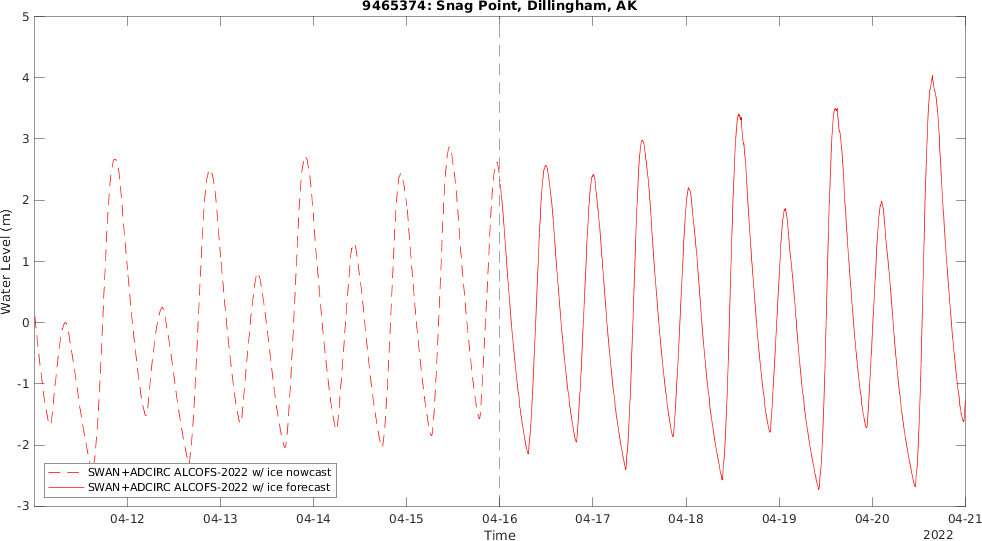 9465374: Snag Point, Dillingham, AK
5
4
3
2
1
0
-1
-2
-3
Water Level (m)
SWAN+ADCIRC ALCOFS-2022 w/ ice nowcast
SWAN+ADCIRC ALCOFS-2022 w/ ice forecast
04-12 04-13 04-14 04-15 04-16 04-17 04-18 04-19 04-20 04-21
Time
2022